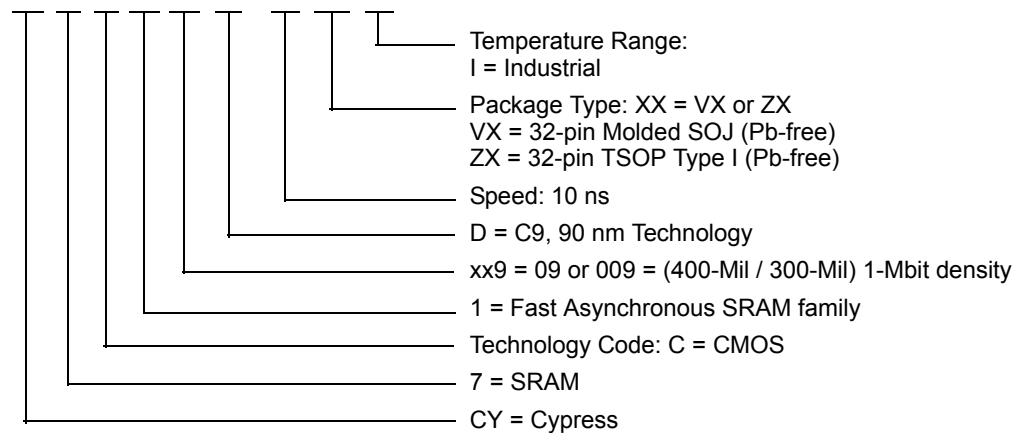 Temperature Range:
I = Industrial
Package Type: XX = VX or ZX
VX = 32-pin Molded SOJ (Pb-free)
ZX = 32-pin TSOP Type I (Pb-free)
Speed: 10 ns
D = C9, 90 nm Technology
xx9 = 09 or 009 = (400-Mil / 300-Mil) 1-Mbit density
1 = Fast Asynchronous SRAM family
Technology Code: C = CMOS
7 = SRAM
CY = Cypress